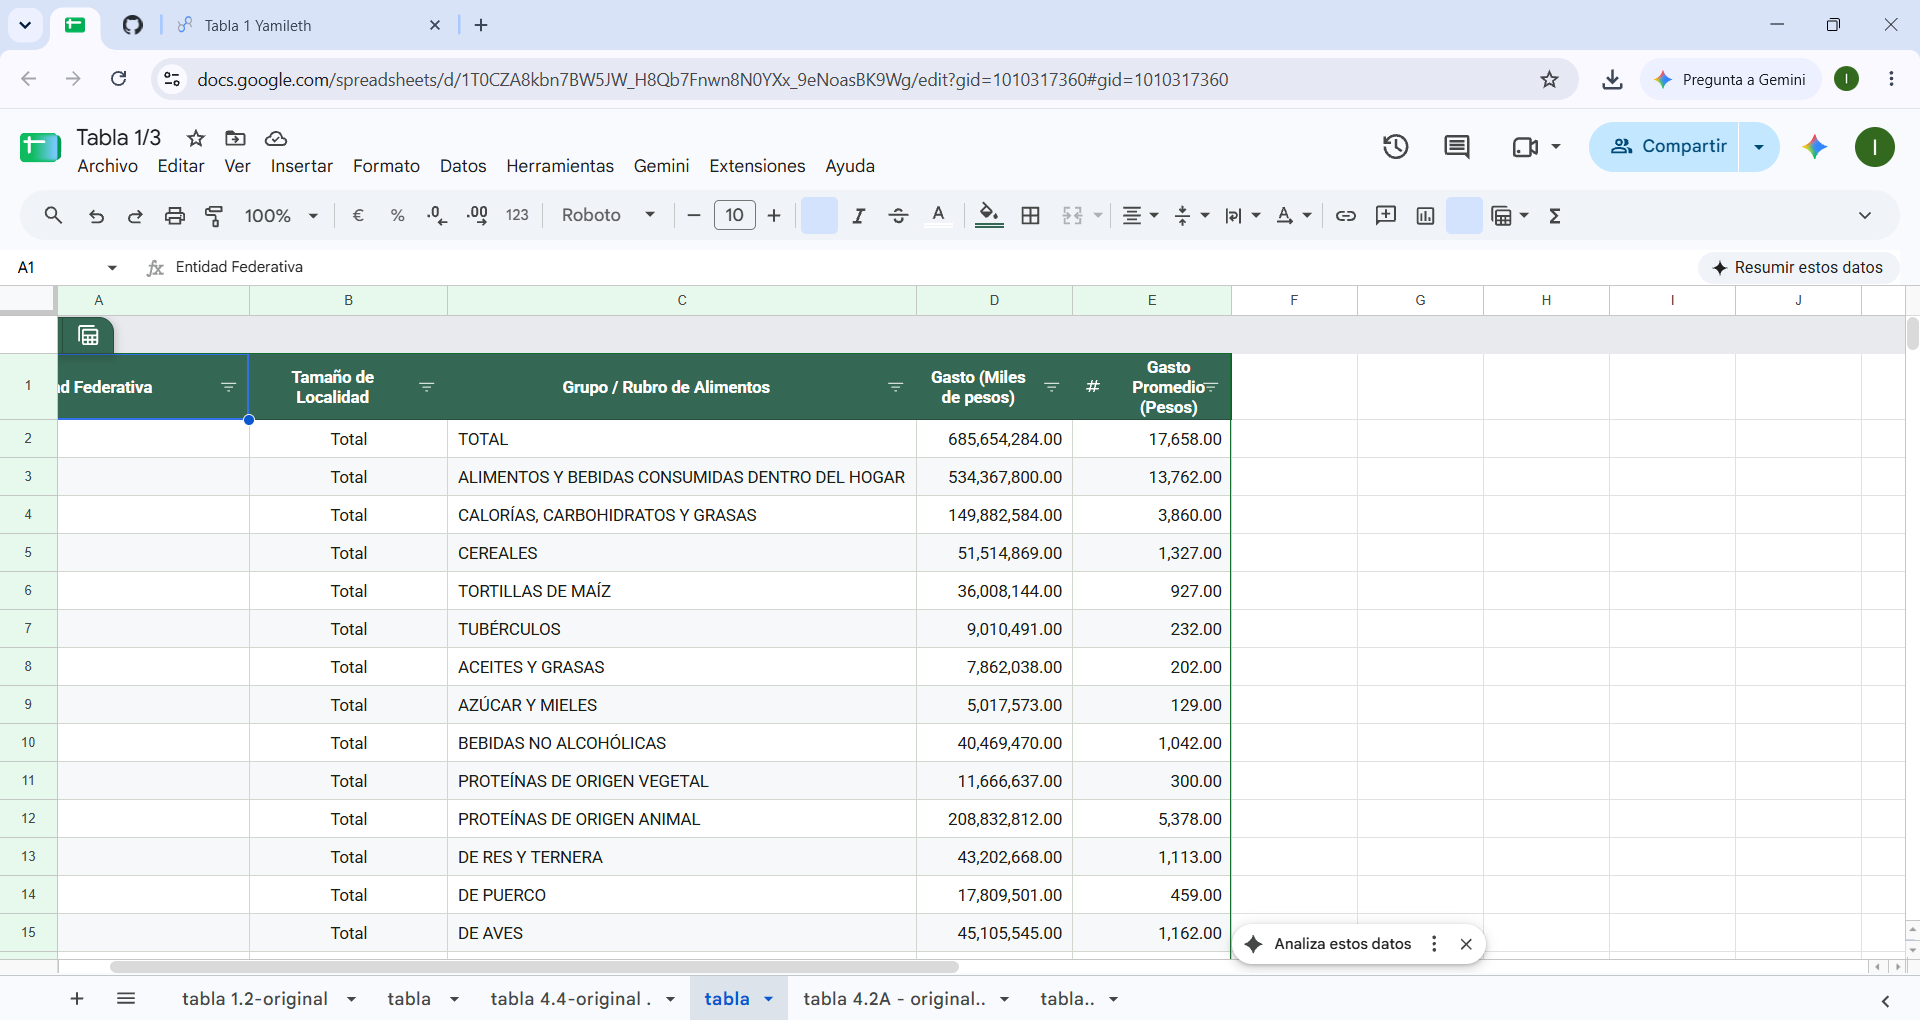 Tabla 1 Yamileth
docs.google.com/spreadsheets/d/1T0CZA8kbn7BW5JW_H8Qb7Fnwn8N0YXx_9eNoasBK9Wg/edit?gid=1010317360#gid=1010317360
Pregunta a Gemini
I
Tabla 1/3
Archivo Editar Ver Insertar Formato Datos Herramientas Gemini Extensiones Ayuda
Compartir
I
100% € % .0 .00 123 Roboto 10
A1 fx Entidad Federativa
Resumir estos datos
A B C D E F G H I J
1 d Federativa Tamaño de Localidad Grupo / Rubro de Alimentos Gasto (Miles de pesos) # Gasto Promedio (Pesos)
2 Total TOTAL 685,654,284.00 17,658.00
3 Total ALIMENTOS Y BEBIDAS CONSUMIDAS DENTRO DEL HOGAR 534,367,800.00 13,762.00
4 Total CALORÍAS, CARBOHIDRATOS Y GRASAS 149,882,584.00 3,860.00
5 Total CEREALES 51,514,869.00 1,327.00
6 Total TORTILLAS DE MAÍZ 36,008,144.00 927.00
7 Total TUBÉRCULOS 9,010,491.00 232.00
8 Total ACEITES Y GRASAS 7,862,038.00 202.00
9 Total AZÚCAR Y MIELES 5,017,573.00 129.00
10 Total BEBIDAS NO ALCOHÓLICAS 40,469,470.00 1,042.00
11 Total PROTEÍNAS DE ORIGEN VEGETAL 11,666,637.00 300.00
12 Total PROTEÍNAS DE ORIGEN ANIMAL 208,832,812.00 5,378.00
13 Total DE RES Y TERNERA 43,202,668.00 1,113.00
14 Total DE PUERCO 17,809,501.00 459.00
15 Total DE AVES 45,105,545.00 1,162.00
Analiza estos datos
tabla 1.2-original tabla tabla 4.4-original . tabla tabla 4.2A - original.. tabla..